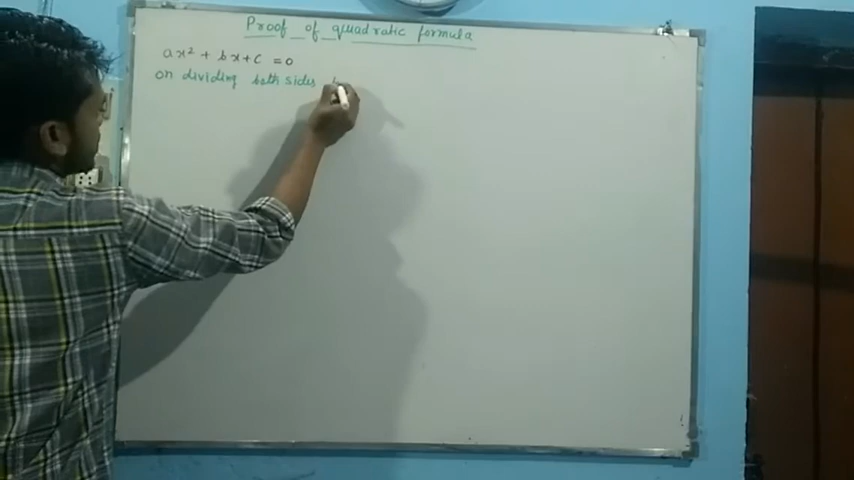 Proof of quadratic formula
ax² + bx + c = 0
on dividing both sides